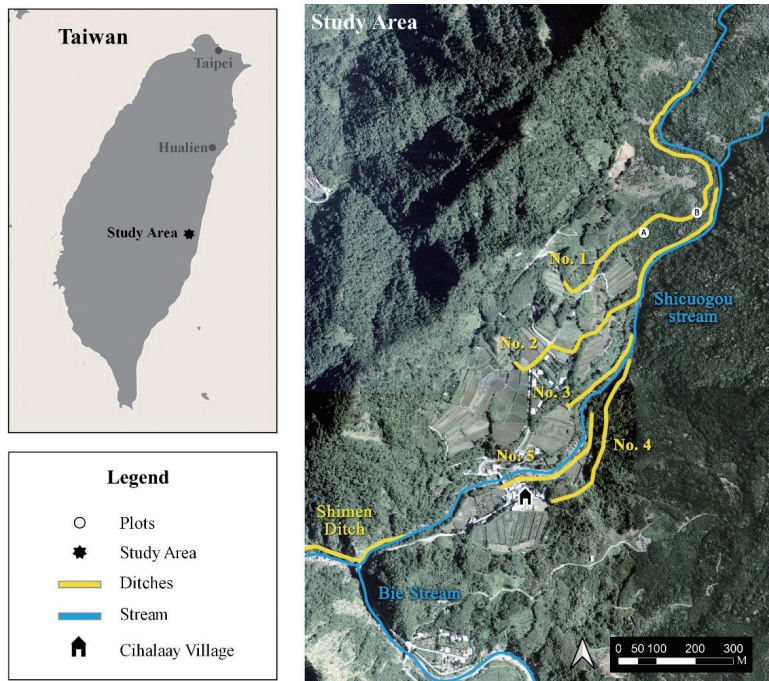 Taiwan
Taipei
Hualien
Study Area
Legend
Plots
Study Area
Ditches
Stream
Cihalaay Village
Study Area
B
A
No. 1
Shicuogou
stream
No. 2
No. 3
No. 4
No. 5
Shimen
Ditch
Bie Stream
0 50 100 200 300
M